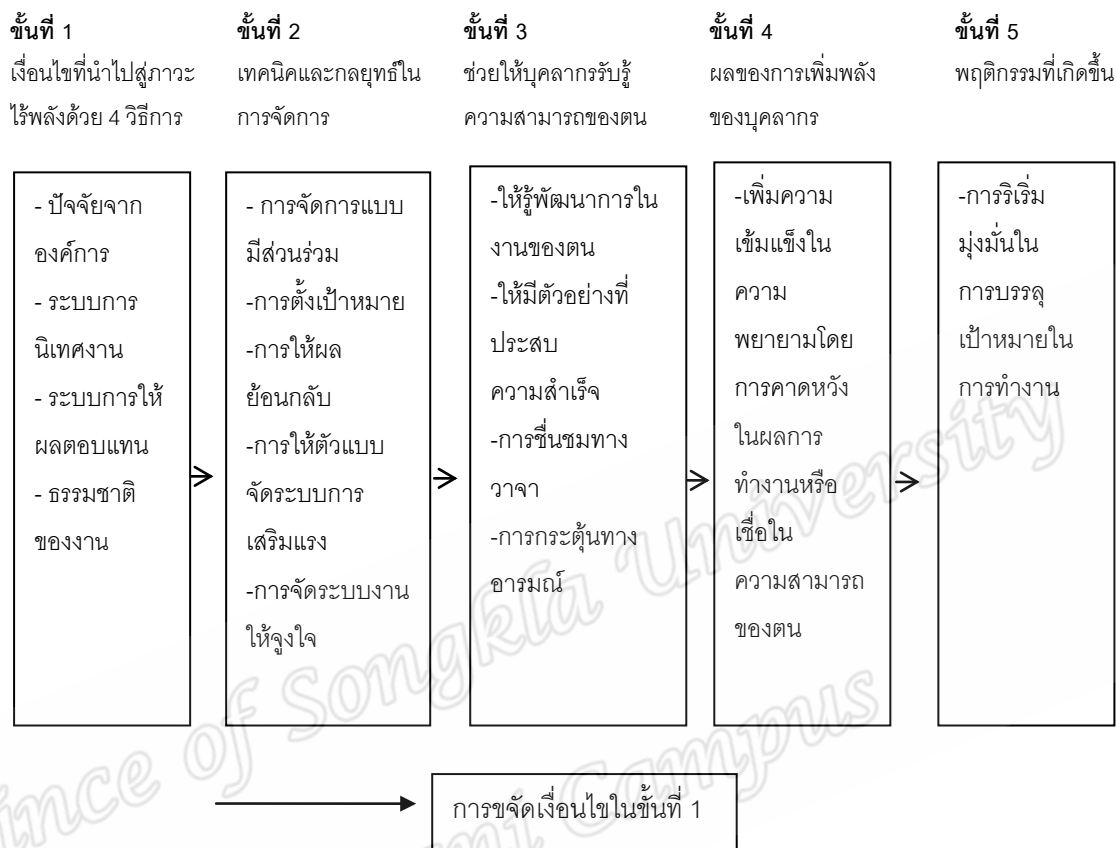 ขั้นที่ 1
เงื่อนไขที่นำไปสู่ภาวะ
ไร้พลังด้วย 4 วิธีการ
ขั้นที่ 2
เทคนิคและกลยุทธ์ใน
การจัดการ
ขั้นที่ 3
ช่วยให้บุคลากรรับรู้
ความสามารถของตน
ขั้นที่ 4
ผลของการเพิ่มพลัง
ของบุคลากร
ขั้นที่ 5
พฤติกรรมที่เกิดขึ้น
- ปัจจัยจาก
องค์การ
- ระบบการ
นิเทศงาน
- ระบบการให้
ผลตอบแทน
- ธรรมชาติ
ของงาน
- การจัดการแบบ
มีส่วนร่วม
-การตั้งเป้าหมาย
-การให้ผล
ย้อนกลับ
-การให้ตัวแบบ
จัดระบบการ
เสริมแรง
-การจัดระบบงาน
ให้จูงใจ
-ให้รู้พัฒนาการใน
งานของตน
-ให้มีตัวอย่างที่
ประสบ
ความสำเร็จ
-การชื่นชมทาง
วาจา
-การกระตุ้นทาง
อารมณ์
-เพิ่มความ
เข้มแข็งใน
ความ
พยายามโดย
การคาดหวัง
ในผลการ
ทำงานหรือ
เชื่อใน
ความสามารถ
ของตน
-การริเริ่ม
มุ่งมั่นใน
การบรรลุ
เป้าหมายใน
การทำงาน
การขจัดเงื่อนไขในขั้นที่ 1
ince of Songkla University
mi Campus